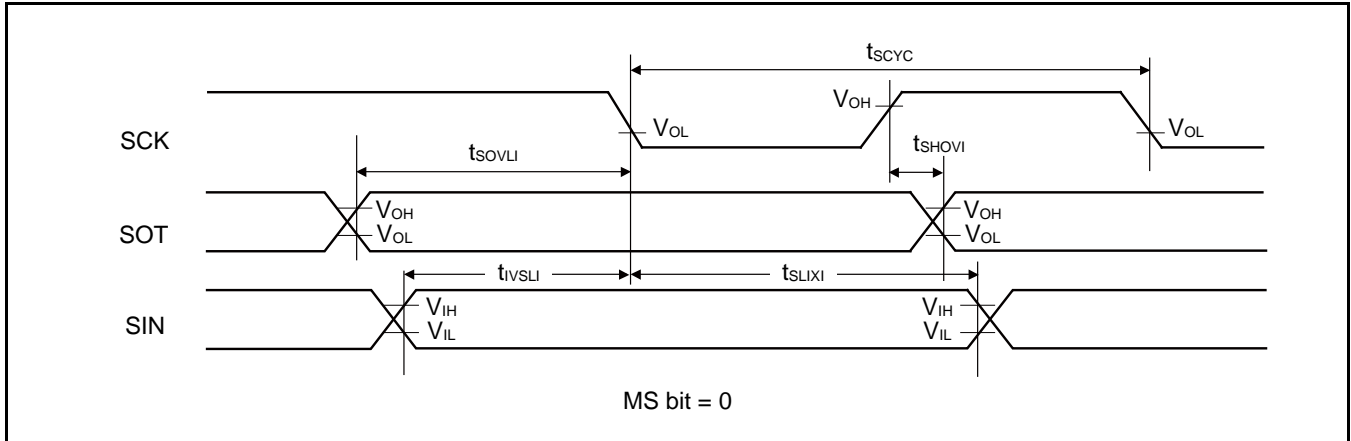 tSCYC
SCK
VOH
VOL
VOL
tSOVLI
tSHOVI
SOT
VOH
VOL
VOH
VOL
tIVSLI
tSLIXI
SIN
VIH
VIL
VIH
VIL
MS bit = 0